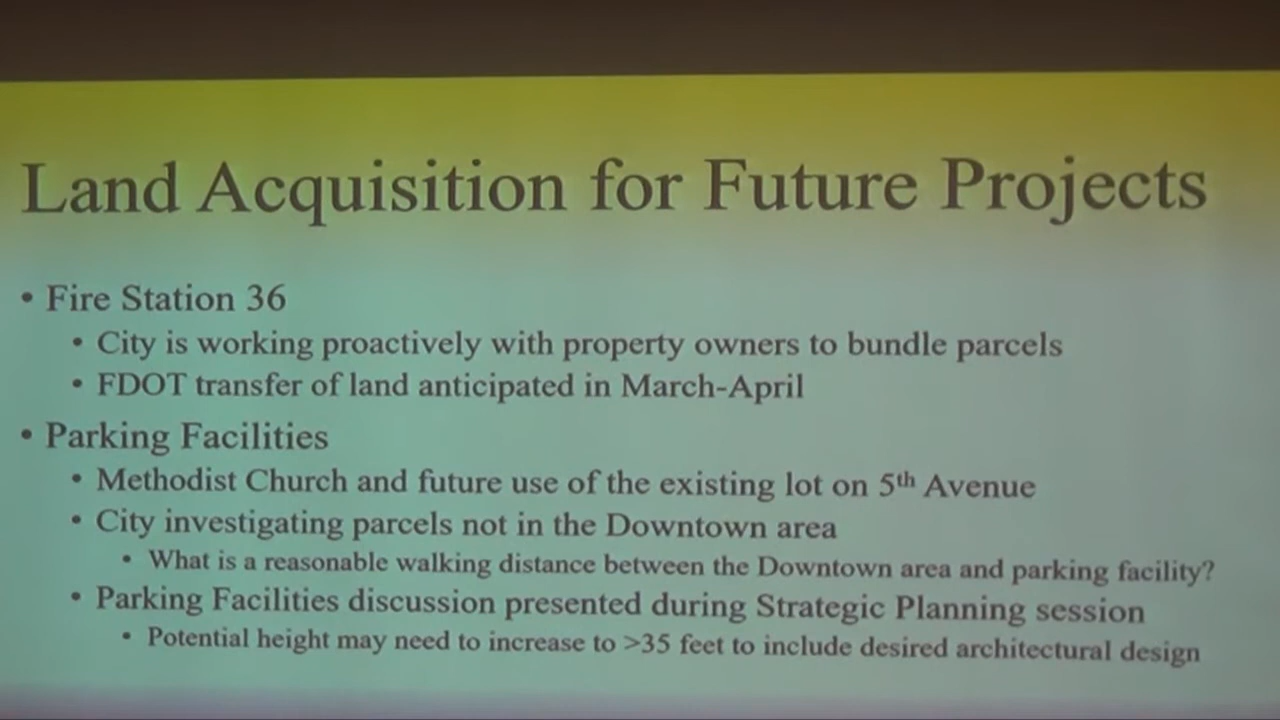 Land Acquisition for Future Projects
• Fire Station 36
• City is working proactively with property owners to bundle parcels
• FDOT transfer of land anticipated in March-April
• Parking Facilities
• Methodist Church and future use of the existing lot on 5th Avenue
• City investigating parcels not in the Downtown area
• What is a reasonable walking distance between the Downtown area and parking facility?
• Parking Facilities discussion presented during Strategic Planning session
• Potential height may need to increase to >35 feet to include desired architectural design